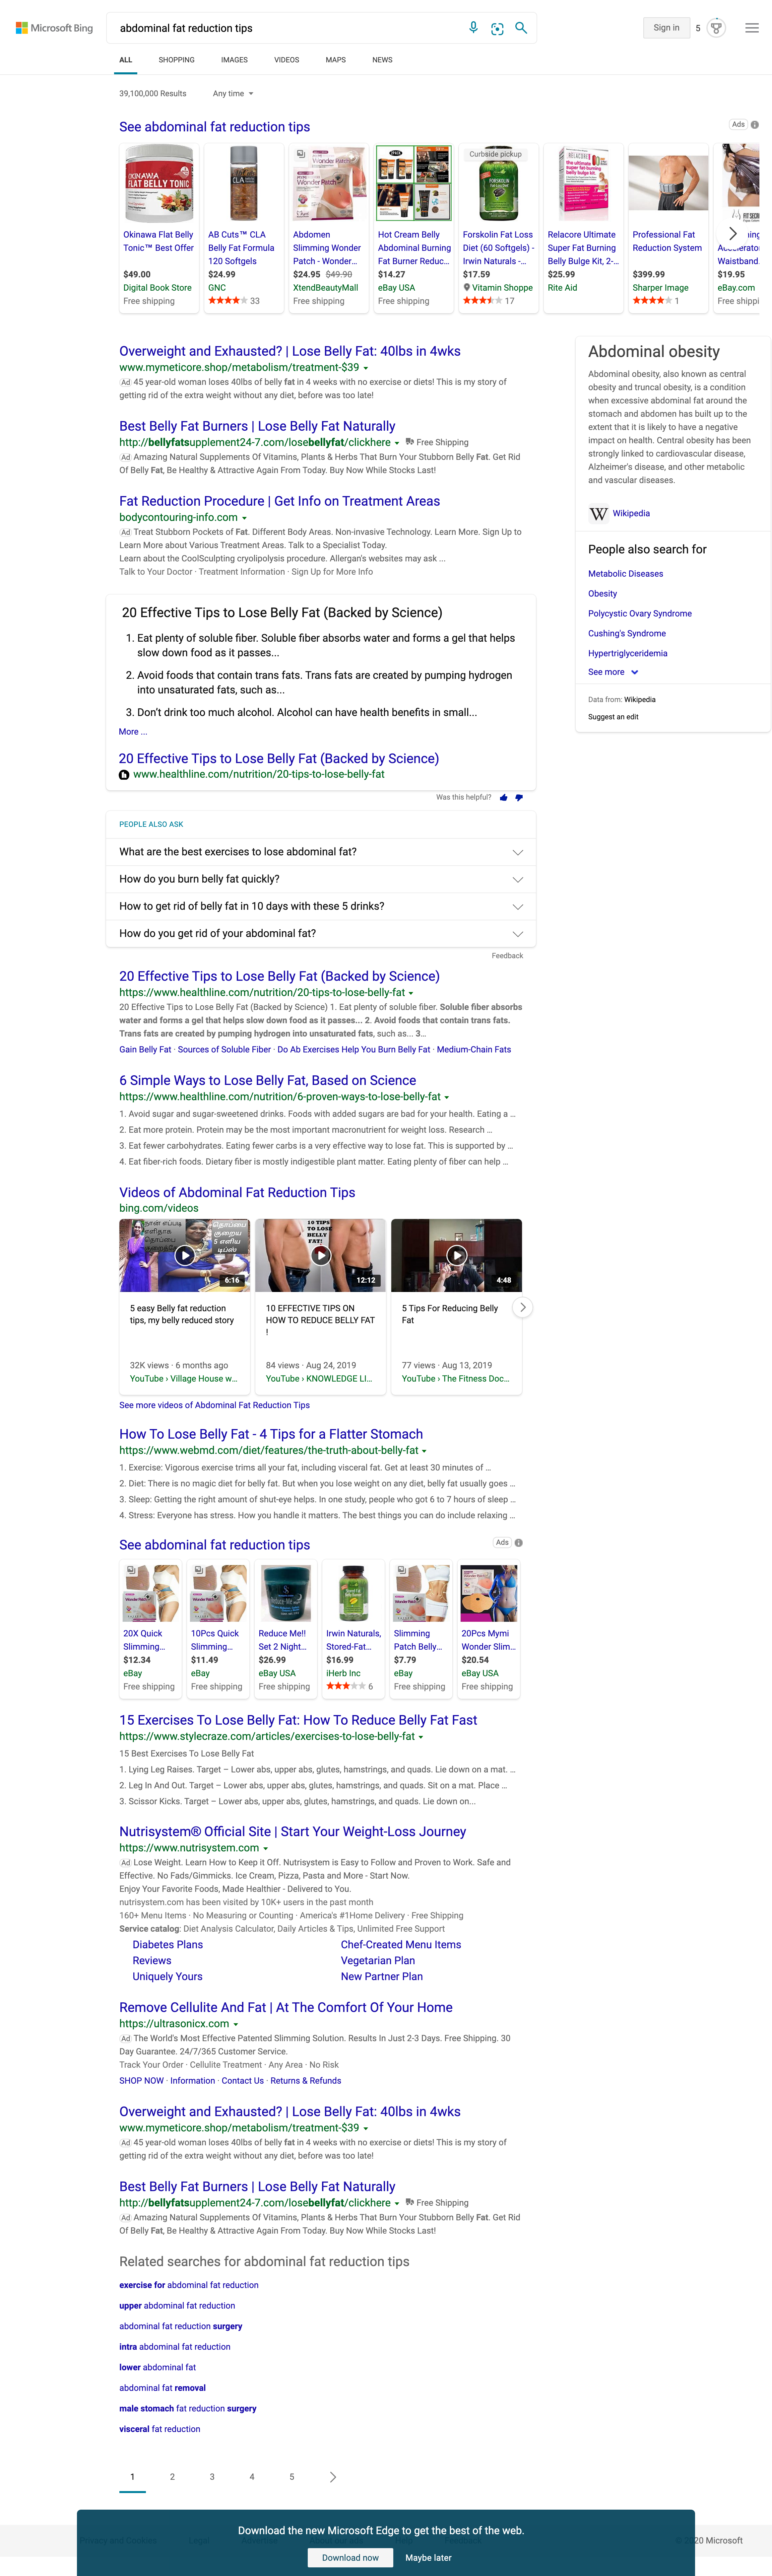 Microsoft Bing
abdominal fat reduction tips
Sign in
5
ALL
SHOPPING
IMAGES
VIDEOS
MAPS
NEWS
39,100,000 Results
Any time
See abdominal fat reduction tips
Ads
OKINAWA
FLAT BELLY TONIC
Okinawa Flat Belly
Tonic™ Best Offer
$49.00
Digital Book Store
Free shipping
CLA
AB Cuts™ CLA
Belly Fat Formula
120 Softgels
$24.99
GNC
33
Wonder Patch
Abdomen
Slimming Wonder
Patch - Wonder...
$24.95 $49.90
XtendBeautyMall
Free shipping
Hot Cream Belly
Abdominal Burning
Fat Burner Reduc...
$14.27
eBay USA
Free shipping
Curbside pickup
FORSKOLIN
Forskolin Fat Loss
Diet (60 Softgels) -
Irwin Naturals -...
$17.59
Vitamin Shoppe
17
RELACORE
Relacore Ultimate
Super Fat Burning
Belly Bulge Kit, 2-...
$25.99
Rite Aid
Professional Fat
Reduction System
$399.99
Sharper Image
1
$19.95
eBay.com
Free shippi
Overweight and Exhausted? | Lose Belly Fat: 40lbs in 4wks
www.mymeticore.shop/metabolism/treatment-$39
Ad 45 year-old woman loses 40lbs of belly fat in 4 weeks with no exercise or diets! This is my story of
getting rid of the extra weight without any diet, before was too late!
Best Belly Fat Burners | Lose Belly Fat Naturally
http://bellyfatsupplement24-7.com/losebellyfat/clickhere
Free Shipping
Ad Amazing Natural Supplements Of Vitamins, Plants & Herbs That Burn Your Stubborn Belly Fat. Get Rid
Of Belly Fat, Be Healthy & Attractive Again From Today. Buy Now While Stocks Last!
Fat Reduction Procedure | Get Info on Treatment Areas
bodycontouring-info.com
Ad Treat Stubborn Pockets of Fat. Different Body Areas. Non-invasive Technology. Learn More. Sign Up to
Learn More about Various Treatment Areas. Talk to a Specialist Today.
Learn about the CoolSculpting cryolipolysis procedure. Allergan's websites may ask ...
Talk to Your Doctor · Treatment Information · Sign Up for More Info
20 Effective Tips to Lose Belly Fat (Backed by Science)
1. Eat plenty of soluble fiber. Soluble fiber absorbs water and forms a gel that helps
slow down food as it passes...
2. Avoid foods that contain trans fats. Trans fats are created by pumping hydrogen
into unsaturated fats, such as...
3. Don't drink too much alcohol. Alcohol can have health benefits in small...
More ...
20 Effective Tips to Lose Belly Fat (Backed by Science)
www.healthline.com/nutrition/20-tips-to-lose-belly-fat
Was this helpful?
PEOPLE ALSO ASK
What are the best exercises to lose abdominal fat?
How do you burn belly fat quickly?
How to get rid of belly fat in 10 days with these 5 drinks?
How do you get rid of your abdominal fat?
Feedback
20 Effective Tips to Lose Belly Fat (Backed by Science)
https://www.healthline.com/nutrition/20-tips-to-lose-belly-fat
20 Effective Tips to Lose Belly Fat (Backed by Science) 1. Eat plenty of soluble fiber. Soluble fiber absorbs
water and forms a gel that helps slow down food as it passes... 2. Avoid foods that contain trans fats.
Trans fats are created by pumping hydrogen into unsaturated fats, such as... 3...
Gain Belly Fat · Sources of Soluble Fiber · Do Ab Exercises Help You Burn Belly Fat · Medium-Chain Fats
6 Simple Ways to Lose Belly Fat, Based on Science
https://www.healthline.com/nutrition/6-proven-ways-to-lose-belly-fat
1. Avoid sugar and sugar-sweetened drinks. Foods with added sugars are bad for your health. Eating a ...
2. Eat more protein. Protein may be the most important macronutrient for weight loss. Research ...
3. Eat fewer carbohydrates. Eating fewer carbs is a very effective way to lose fat. This is supported by ...
4. Eat fiber-rich foods. Dietary fiber is mostly indigestible plant matter. Eating plenty of fiber can help ...
Videos of Abdominal Fat Reduction Tips
bing.com/videos
6:16
5 easy Belly fat reduction
tips, my belly reduced story
32K views · 6 months ago
YouTube › Village House w...
10 TIPS TO
LOSE
BELLY
FAT!
12:12
10 EFFECTIVE TIPS ON
HOW TO REDUCE BELLY FAT
!
84 views · Aug 24, 2019
YouTube › KNOWLEDGE LI...
4:48
5 Tips For Reducing Belly
Fat
77 views · Aug 13, 2019
YouTube › The Fitness Doc...
See more videos of Abdominal Fat Reduction Tips
How To Lose Belly Fat - 4 Tips for a Flatter Stomach
https://www.webmd.com/diet/features/the-truth-about-belly-fat
1. Exercise: Vigorous exercise trims all your fat, including visceral fat. Get at least 30 minutes of ...
2. Diet: There is no magic diet for belly fat. But when you lose weight on any diet, belly fat usually goes ...
3. Sleep: Getting the right amount of shut-eye helps. In one study, people who got 6 to 7 hours of sleep ...
4. Stress: Everyone has stress. How you handle it matters. The best things you can do include relaxing ...
See abdominal fat reduction tips
Ads
20X Quick
Slimming...
$12.34
eBay
Free shipping
10Pcs Quick
Slimming...
$11.49
eBay
Free shipping
Reduce Me!!
Set 2 Night...
$26.99
eBay USA
Free shipping
Irwin Naturals,
Stored-Fat...
$16.99
iHerb Inc
6
Slimming
Patch Belly...
$7.79
eBay
Free shipping
20Pcs Mymi
Wonder Slim...
$20.54
eBay USA
Free shipping
15 Exercises To Lose Belly Fat: How To Reduce Belly Fat Fast
https://www.stylecraze.com/articles/exercises-to-lose-belly-fat
15 Best Exercises To Lose Belly Fat
1. Lying Leg Raises. Target – Lower abs, upper abs, glutes, hamstrings, and quads. Lie down on a mat. ...
2. Leg In And Out. Target – Lower abs, upper abs, glutes, hamstrings, and quads. Sit on a mat. Place ...
3. Scissor Kicks. Target – Lower abs, upper abs, glutes, hamstrings, and quads. Lie down on...
Nutrisystem® Official Site | Start Your Weight-Loss Journey
https://www.nutrisystem.com
Ad Lose Weight. Learn How to Keep it Off. Nutrisystem is Easy to Follow and Proven to Work. Safe and
Effective. No Fads/Gimmicks. Ice Cream, Pizza, Pasta and More - Start Now.
Enjoy Your Favorite Foods, Made Healthier - Delivered to You.
nutrisystem.com has been visited by 10K+ users in the past month
160+ Menu Items · No Measuring or Counting · America's #1Home Delivery · Free Shipping
Service catalog: Diet Analysis Calculator, Daily Articles & Tips, Unlimited Free Support
Diabetes Plans
Chef-Created Menu Items
Reviews
Vegetarian Plan
Uniquely Yours
New Partner Plan
Remove Cellulite And Fat | At The Comfort Of Your Home
https://ultrasonicx.com
Ad The World's Most Effective Patented Slimming Solution. Results In Just 2-3 Days. Free Shipping. 30
Day Guarantee. 24/7/365 Customer Service.
Track Your Order · Cellulite Treatment · Any Area · No Risk
SHOP NOW · Information · Contact Us · Returns & Refunds
Overweight and Exhausted? | Lose Belly Fat: 40lbs in 4wks
www.mymeticore.shop/metabolism/treatment-$39
Ad 45 year-old woman loses 40lbs of belly fat in 4 weeks with no exercise or diets! This is my story of
getting rid of the extra weight without any diet, before was too late!
Best Belly Fat Burners | Lose Belly Fat Naturally
http://bellyfatsupplement24-7.com/losebellyfat/clickhere
Free Shipping
Ad Amazing Natural Supplements Of Vitamins, Plants & Herbs That Burn Your Stubborn Belly Fat. Get Rid
Of Belly Fat, Be Healthy & Attractive Again From Today. Buy Now While Stocks Last!
Related searches for abdominal fat reduction tips
exercise for abdominal fat reduction
upper abdominal fat reduction
abdominal fat reduction surgery
intra abdominal fat reduction
lower abdominal fat
abdominal fat removal
male stomach fat reduction surgery
visceral fat reduction
1
2
3
4
5
Abdominal obesity
Abdominal obesity, also known as central
obesity and truncal obesity, is a condition
when excessive abdominal fat around the
stomach and abdomen has built up to the
extent that it is likely to have a negative
impact on health. Central obesity has been
strongly linked to cardiovascular disease,
Alzheimer's disease, and other metabolic
and vascular diseases.
W Wikipedia
People also search for
Metabolic Diseases
Obesity
Polycystic Ovary Syndrome
Cushing's Syndrome
Hypertriglyceridemia
See more
Data from: Wikipedia
Suggest an edit
Download the new Microsoft Edge to get the best of the web.
Download now
Maybe later
20 Microsoft